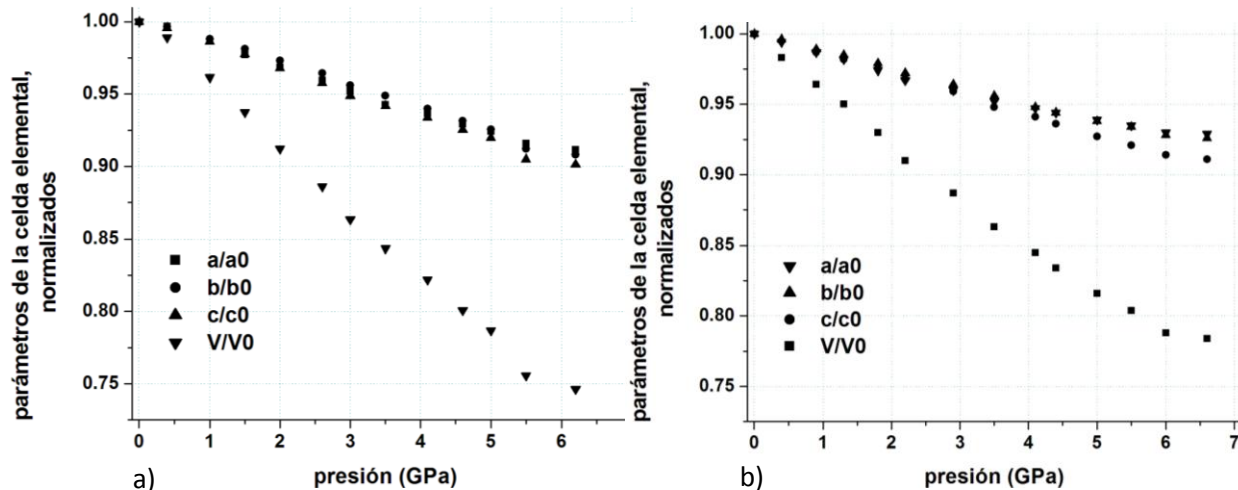 parámetros de la celda elemental,
normalizados
1.00
0.95
0.90
0.85
0.80
0.75
a/a0
b/b0
c/c0
V/V0
0 1 2 3 4 5 6
presión (GPa)
a)
parámetros de la celda elemental,
normalizados
1.00
0.95
0.90
0.85
0.80
0.75
a/a0
b/b0
c/c0
V/V0
0 1 2 3 4 5 6 7
presión (GPa)
b)